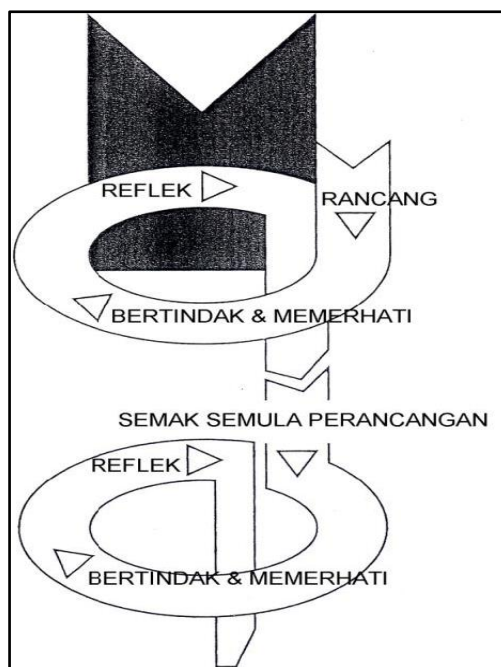 REFLEK
RANCANG
BERTINDAK & MEMERHATI
SEMAK SEMULA PERANCANGAN
REFLEK
BERTINDAK & MEMERHATI